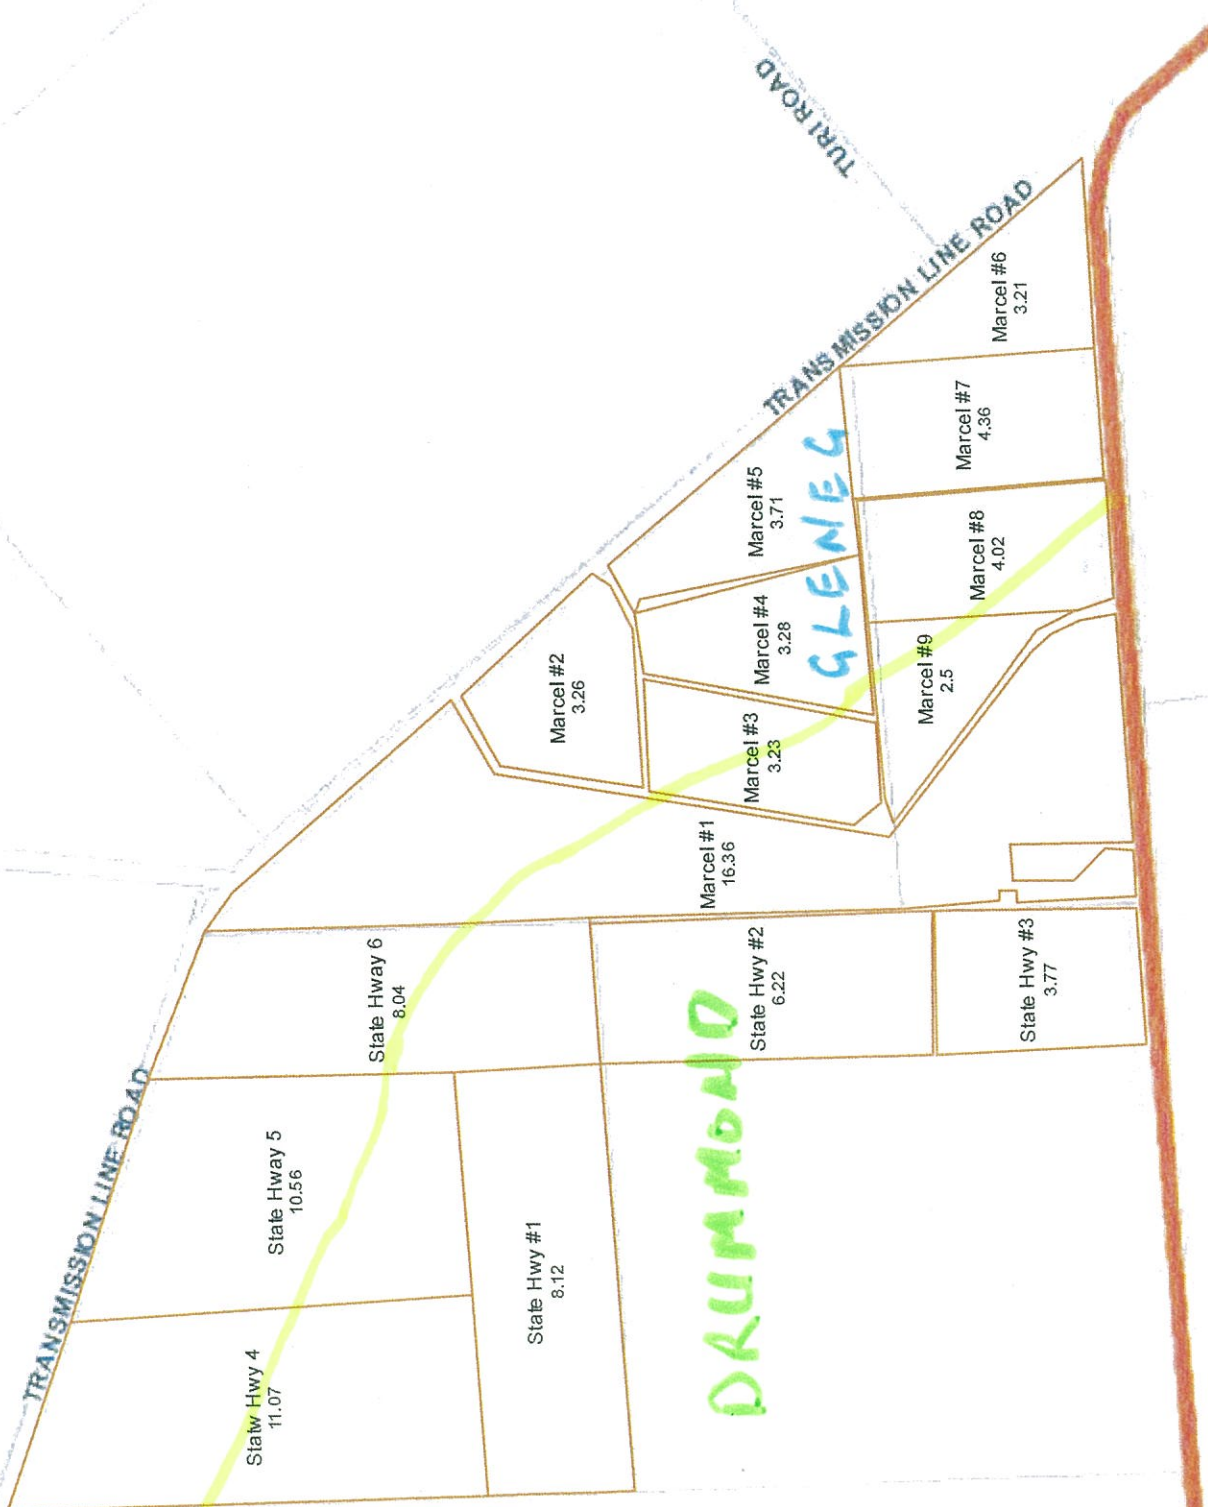 TURI ROAD
TRANSMISSION LINE ROAD
Marcel #6
3.21
Marcel #7
4.36
Marcel #5
3.71
GLENEG
Marcel #8
4.02
Marcel #4
3.28
Marcel #2
3.26
Marcel #9
2.5
Marcel #3
3.23
Marcel #1
16.36
State Hway 6
8.04
State Hwy #2
6.22
State Hwy #3
3.77
DRUMMOND
TRANSMISSION LINE ROAD
State Hway 5
10.56
State Hwy #1
8.12
Statw Hwy 4
11.07